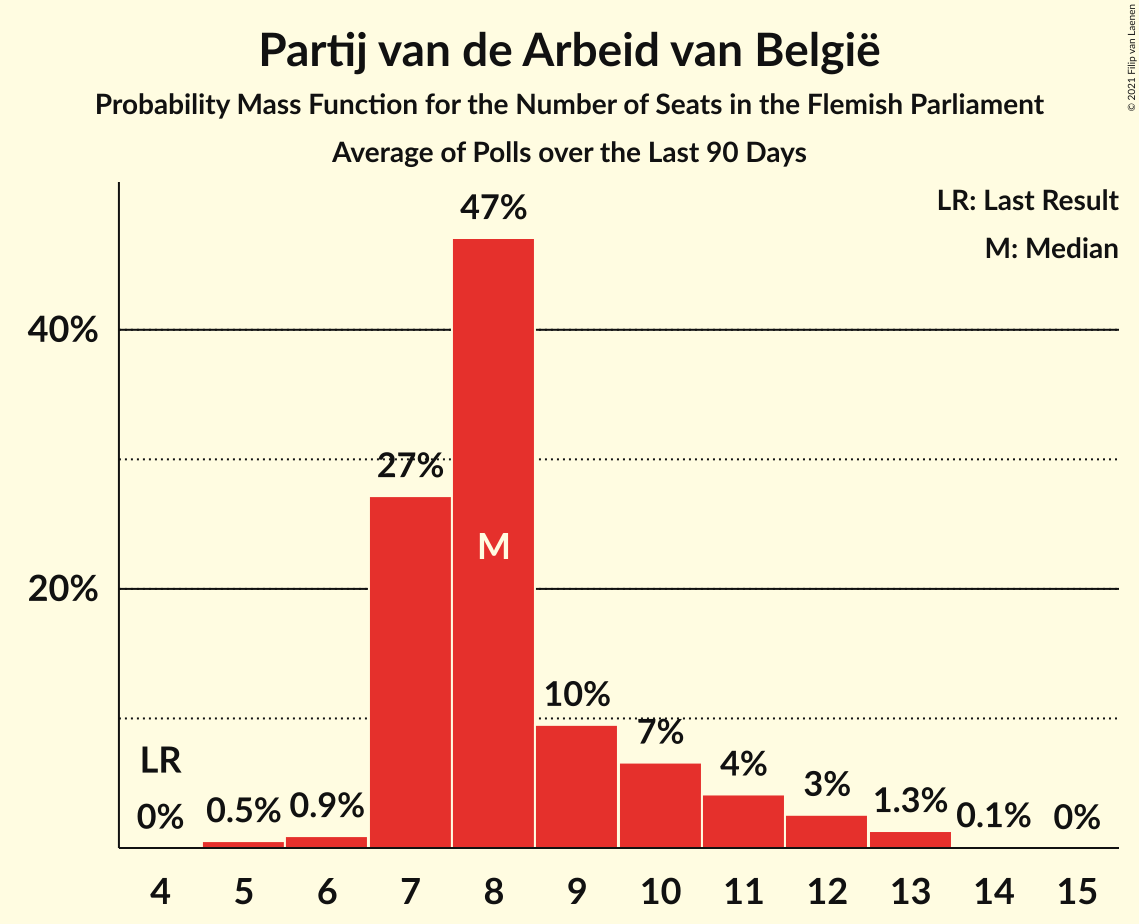 Partij van de Arbeid van België
Probability Mass Function for the Number of Seats in the Flemish Parliament
Average of Polls over the Last 90 Days
© 2021 Filip van Laenen
LR: Last Result
M: Median
47%
40%
27%
M
20%
10%
7%
LR
4%
3%
0%
0.5%
0.9%
1.3%
0.1%
0%
4 5 6 7 8 9 10 11 12 13 14 15